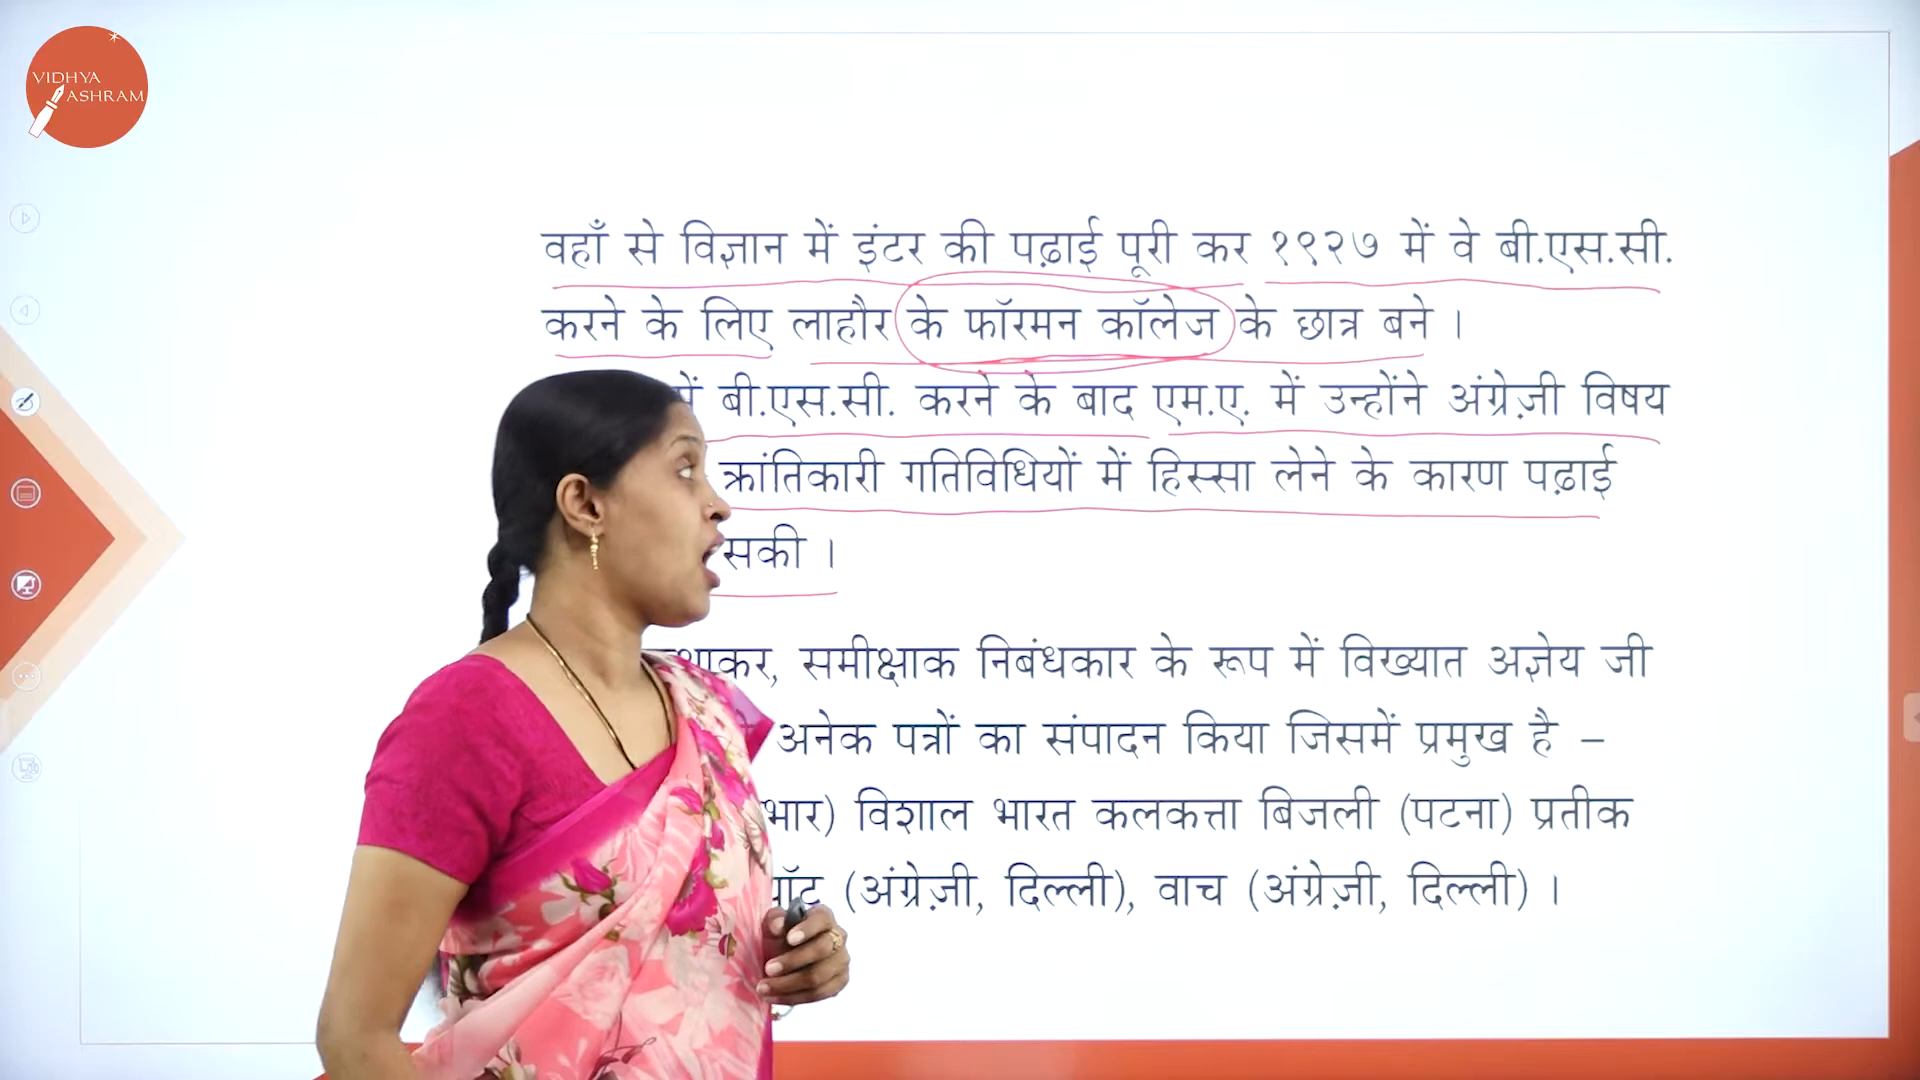 VIDHYA
ASHRAM
वहाँ से विज्ञान में इंटर की पढ़ाई पूरी कर १९२७ में वे बी.एस.सी.
करने के लिए लाहौर के फॉरमन कॉलेज के छात्र बने ।
में बी.एस.सी. करने के बाद एम.ए. में उन्होंने अंग्रेज़ी विषय
क्रांतिकारी गतिविधियों में हिस्सा लेने के कारण पढ़ाई
सकी ।
समीक्षाक निबंधकार के रूप में विख्यात अज्ञेय जी
अनेक पत्रों का संपादन किया जिसमें प्रमुख है –
विशाल भारत कलकत्ता बिजली (पटना) प्रतीक
(अंग्रेज़ी, दिल्ली), वाच (अंग्रेज़ी, दिल्ली) ।